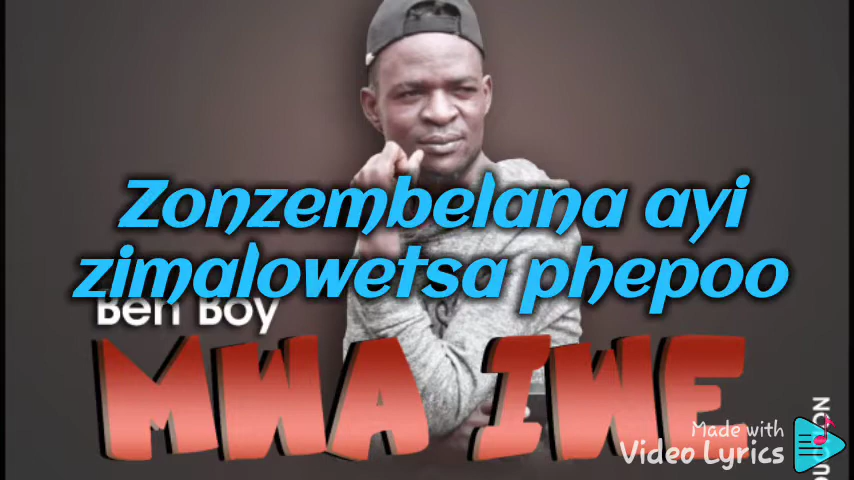 Zonzembelana ayi
zimalowetsa phepoo
Ben Boy
MWA IWE
Made with
Video Lyrics